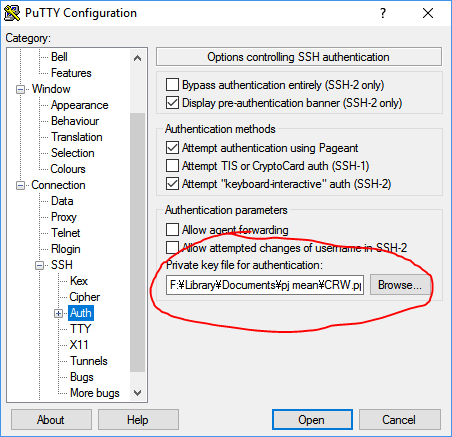 PuTTY Configuration
Category:
Bell
Features
Window
Appearance
Behaviour
Translation
Selection
Colours
Connection
Data
Proxy
Telnet
Rlogin
SSH
Kex
Cipher
Auth
TTY
X11
Tunnels
Bugs
More bugs
Options controlling SSH authentication
Bypass authentication entirely (SSH-2 only)
Display pre-authentication banner (SSH-2 only)
Authentication methods
Attempt authentication using Pageant
Attempt TIS or CryptoCard auth (SSH-1)
Attempt "keyboard-interactive" auth (SSH-2)
Authentication parameters
Allow agent forwarding
Allow attempted changes of username in SSH-2
Private key file for authentication:
F:¥Library¥Documents¥pj mean¥CRW.pp Browse...
About Help Open Cancel